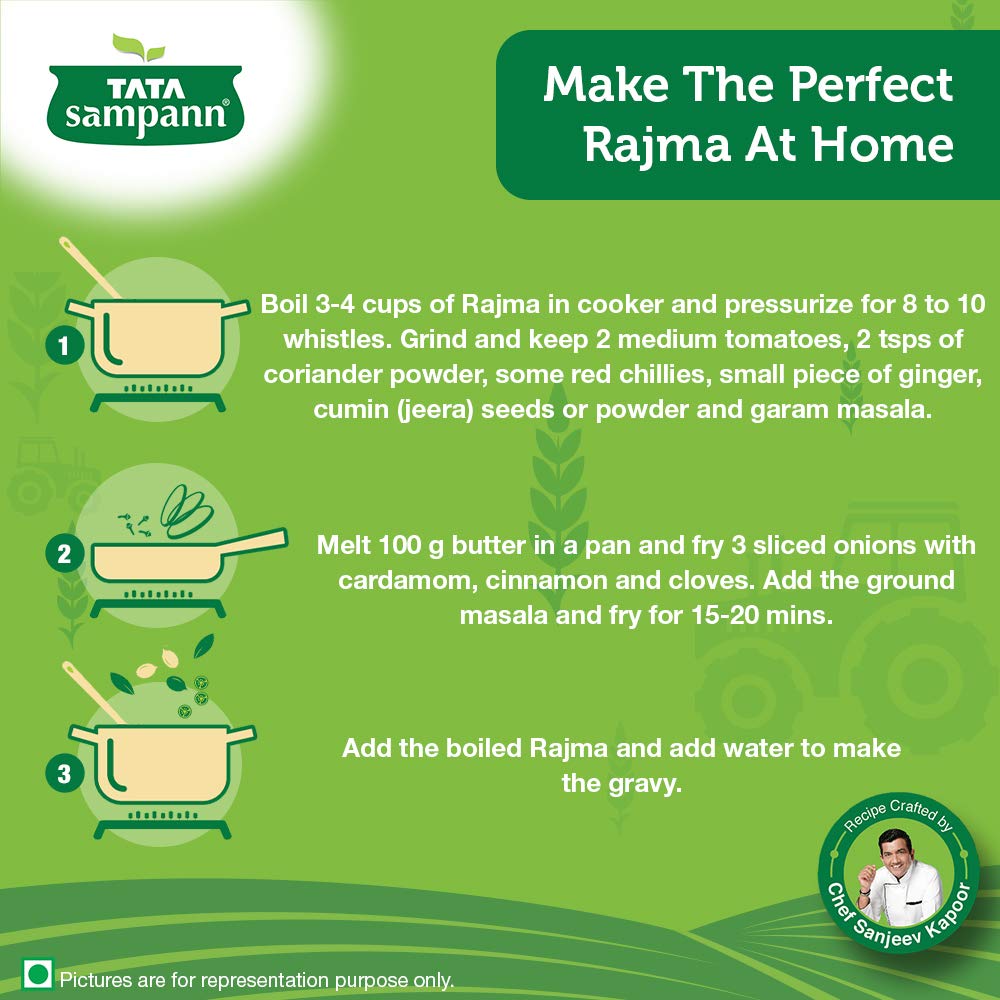 TATA
sampann®
Make The Perfect
Rajma At Home
1
Boil 3-4 cups of Rajma in cooker and pressurize for 8 to 10
whistles. Grind and keep 2 medium tomatoes, 2 tsps of
coriander powder, some red chillies, small piece of ginger,
cumin (jeera) seeds or powder and garam masala.
2
Melt 100 g butter in a pan and fry 3 sliced onions with
cardamom, cinnamon and cloves. Add the ground
masala and fry for 15-20 mins.
3
Add the boiled Rajma and add water to make
the gravy.
Recipe Crafted by
Chef Sanjeev Kapoor
Pictures are for representation purpose only.